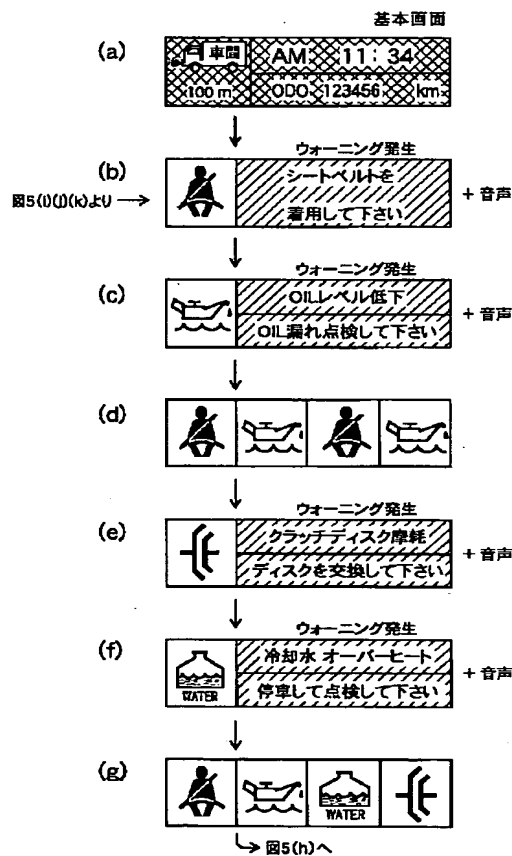 基本画面
(a)
車間 AM 11:34
100 m ODO 123456 km
ウォーニング発生
(b)
シートベルトを
図5(i)(j)(k)より
着用して下さい
+ 音声
ウォーニング発生
(c)
OILレベル低下
OIL漏れ点検して下さい
+ 音声
(d)
ウォーニング発生
(e)
クラッチディスク摩耗
ディスクを交換して下さい
+ 音声
ウォーニング発生
(f)
冷却水 オーバーヒート
WATER 停車して点検して下さい
+ 音声
(g)
WATER
図5(h)へ